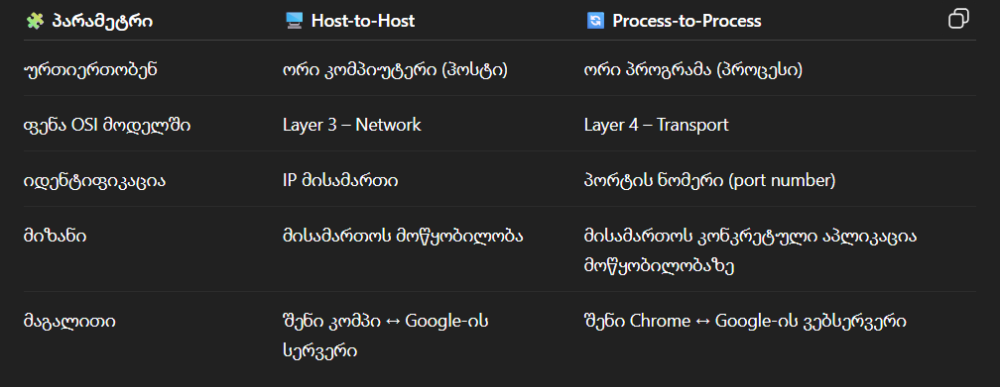 🧩 პარამეტრი 🖥️ Host-to-Host 🔄 Process-to-Process
ურთიერთობენ ორი კომპიუტერი (ჰოსტი) ორი პროგრამა (პროცესი)
ფენა OSI მოდელში Layer 3 – Network Layer 4 – Transport
იდენტიფიკაცია IP მისამართი პორტის ნომერი (port number)
მიზანი მისამართოს მოწყობილობა მისამართოს კონკრეტული აპლიკაცია
მოწყობილობაზე
მაგალითი შენი კომპი ↔ Google-ის შენი Chrome ↔ Google-ის ვებსერვერი
სერვერი